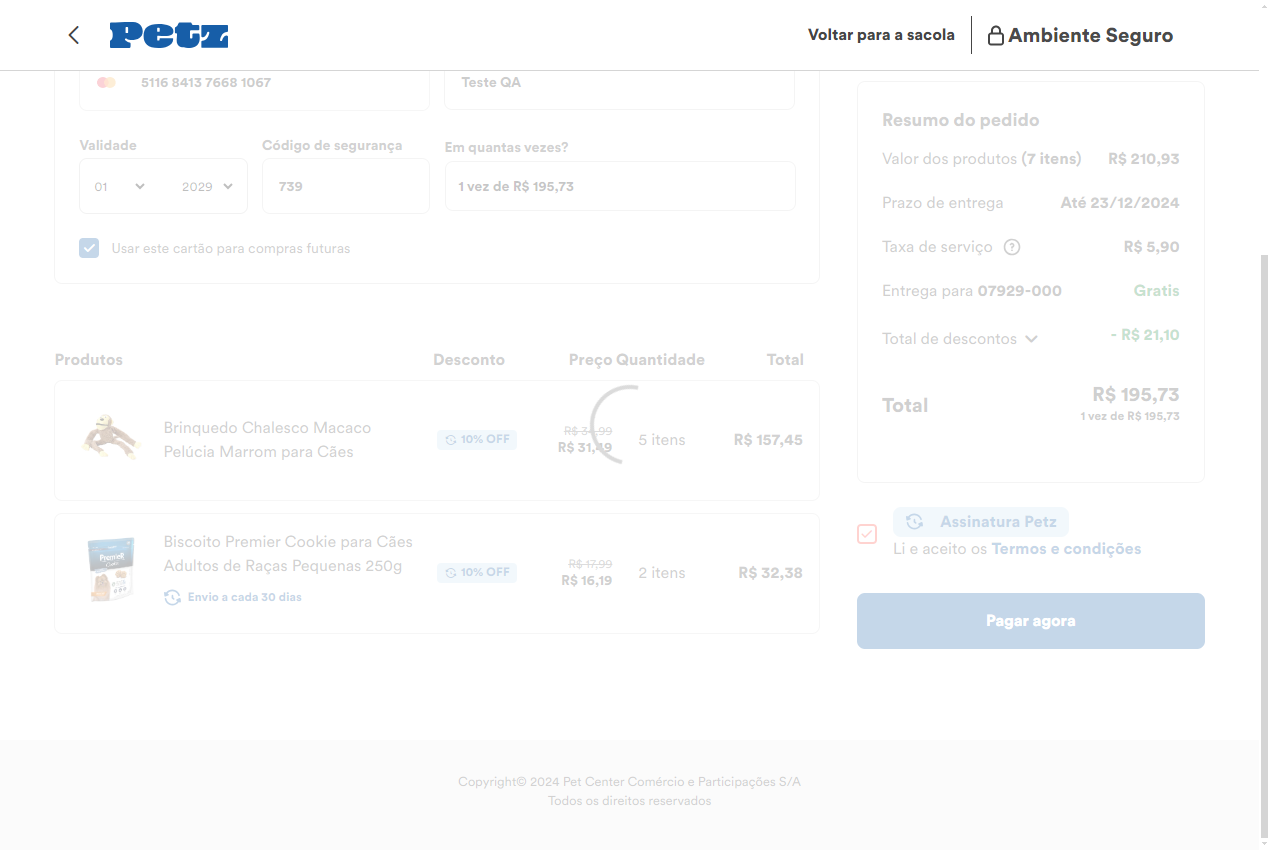 Petz
Voltar para a sacola
Ambiente Seguro
5116 8413 7668 1067
Teste QA
Validade
Código de segurança
Em quantas vezes?
01
2029
739
1 vez de R$ 195,73
Usar este cartão para compras futuras
Resumo do pedido
Valor dos produtos (7 itens) R$ 210,93
Prazo de entrega Até 23/12/2024
Taxa de serviço ? R$ 5,90
Entrega para 07929-000 Gratis
Total de descontos - R$ 21,10
Total R$ 195,73
1 vez de R$ 195,73
Produtos Desconto Preço Quantidade Total
Brinquedo Chalesco Macaco
Pelúcia Marrom para Cães
10% OFF
R$ 34,99
R$ 31,49
5 itens
R$ 157,45
Biscoito Premier Cookie para Cães
Adultos de Raças Pequenas 250g
Envio a cada 30 dias
PremieR
10% OFF
R$ 17,99
R$ 16,19
2 itens
R$ 32,38
Assinatura Petz
Li e aceito os Termos e condições
Pagar agora
Copyright© 2024 Pet Center Comércio e Participações S/A
Todos os direitos reservados